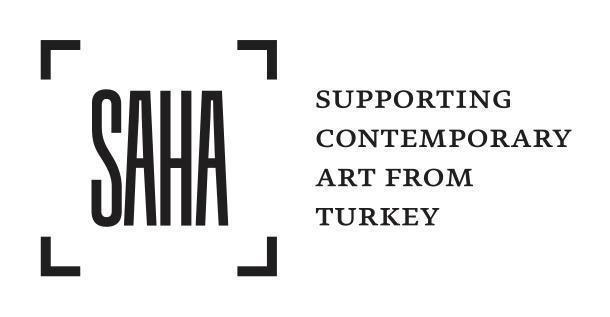 SAHA
SUPPORTING
CONTEMPORARY
ART FROM
TURKEY